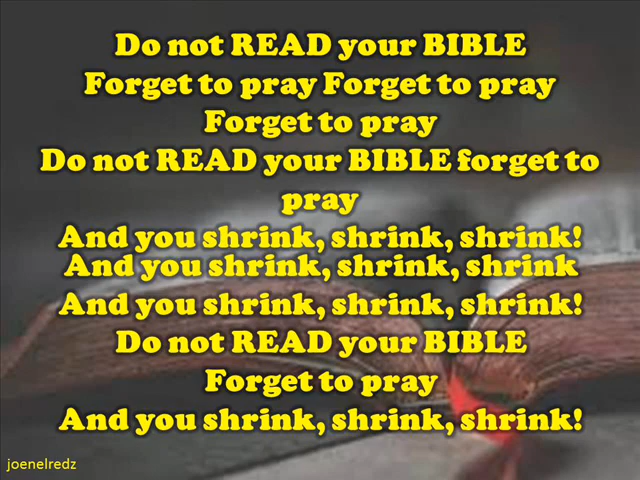 Do not READ your BIBLE
Forget to pray Forget to pray
Forget to pray
Do not READ your BIBLE forget to
pray
And you shrink, shrink, shrink!
And you shrink, shrink, shrink
And you shrink, shrink, shrink!
Do not READ your BIBLE
Forget to pray
And you shrink, shrink, shrink!
joenelredz